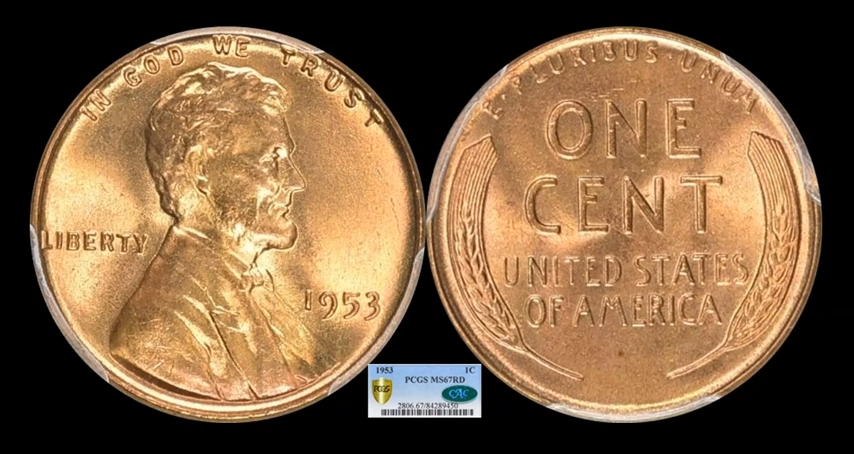 IN GOD WE TRUST
LIBERTY
1953
E·PLURIBUS·UNUM
ONE
CENT
UNITED STATES
OF AMERICA
1953 1C
PCGS MS67RD
PCGS CAC
2806.67/84289450